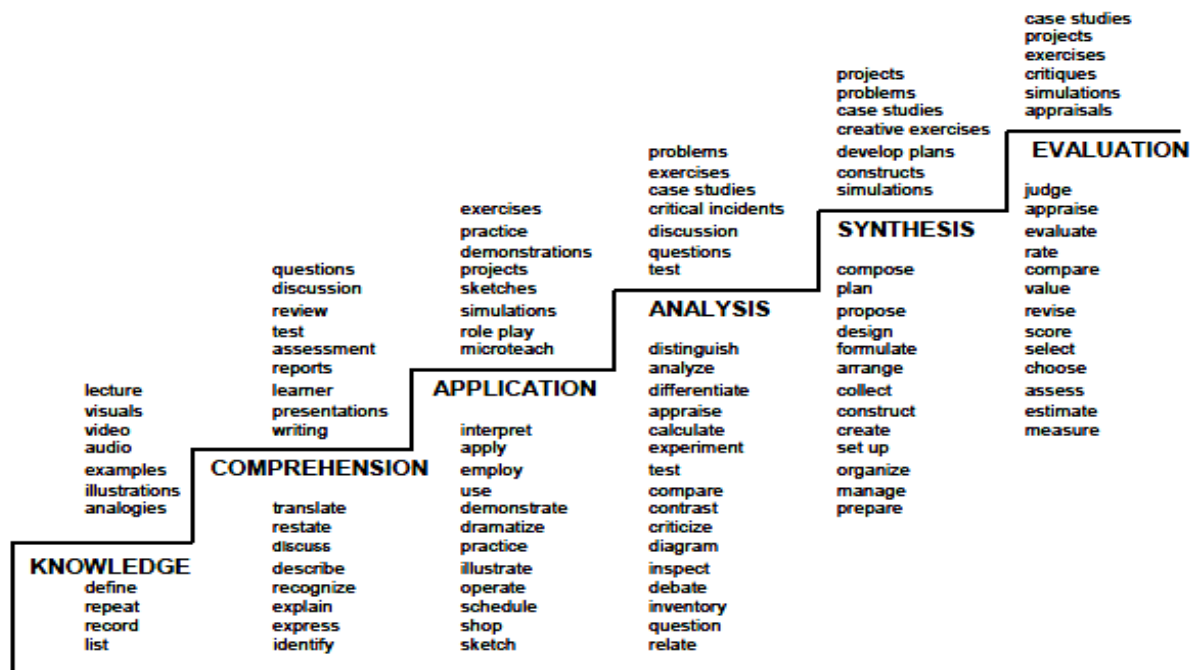 lecture
visuals
video
audio
examples
illustrations
analogies
KNOWLEDGE
define
repeat
record
list
questions
discussion
review
test
assessment
reports
learner
presentations
writing
COMPREHENSION
translate
restate
discuss
describe
recognize
explain
express
identify
exercises
practice
demonstrations
projects
sketches
simulations
role play
microteach
APPLICATION
interpret
apply
employ
use
demonstrate
dramatize
practice
illustrate
operate
schedule
shop
sketch
problems
exercises
case studies
critical incidents
discussion
questions
test
ANALYSIS
distinguish
analyze
differentiate
appraise
calculate
experiment
test
compare
contrast
criticize
diagram
inspect
debate
inventory
question
relate
projects
problems
case studies
creative exercises
develop plans
constructs
simulations
SYNTHESIS
compose
plan
propose
design
formulate
arrange
collect
construct
create
set up
organize
manage
prepare
case studies
projects
exercises
critiques
simulations
appraisals
EVALUATION
judge
appraise
evaluate
rate
compare
value
revise
score
select
choose
assess
estimate
measure